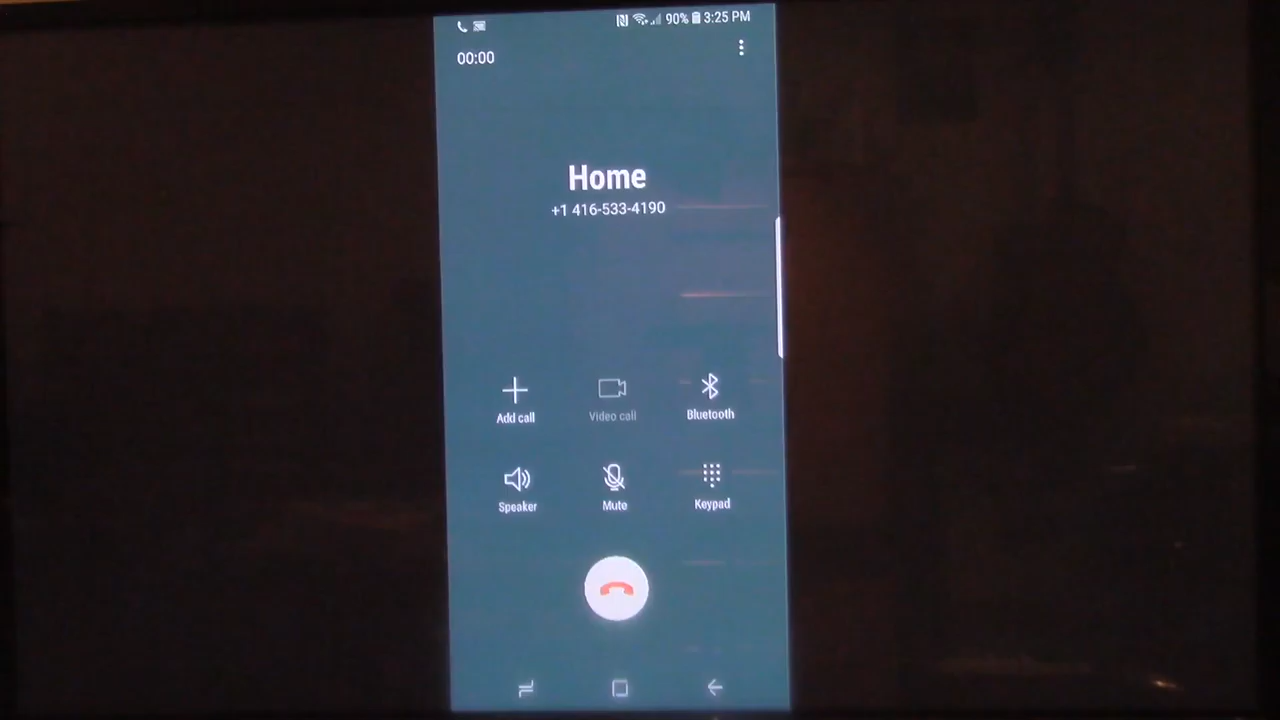 90% 3:25 PM
00:00
Home
+1 416-533-4190
Add call
Video call
Bluetooth
Speaker
Mute
Keypad